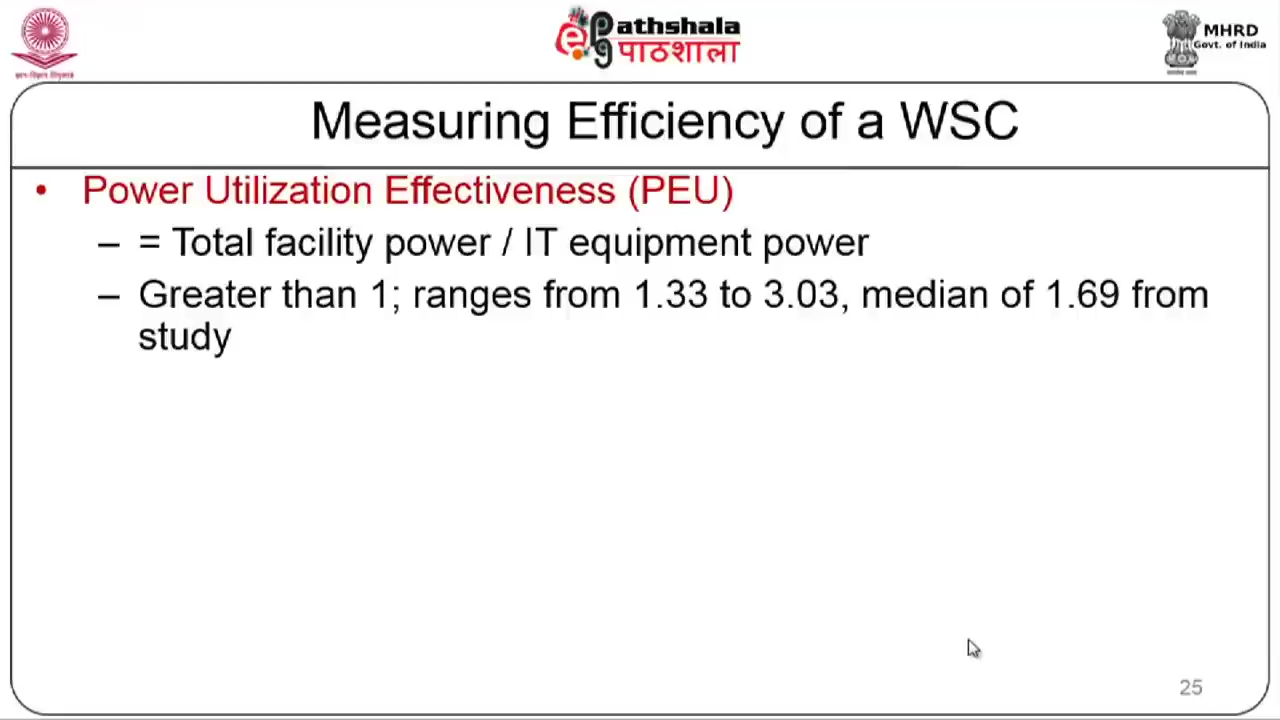 ePathshala
पाठशाला
MHRD
Govt. of India
Measuring Efficiency of a WSC
• Power Utilization Effectiveness (PEU)
– = Total facility power / IT equipment power
– Greater than 1; ranges from 1.33 to 3.03, median of 1.69 from
study
25